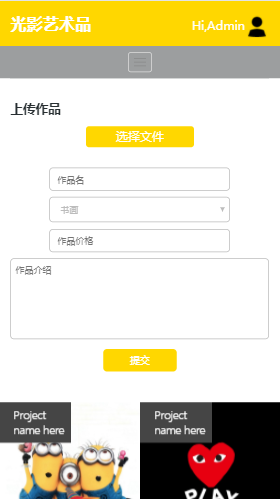 光影艺术品
Hi,Admin
上传作品
选择文件
作品名
书画
作品价格
作品介绍
提交
Project
name here
Project
name here
PLAY